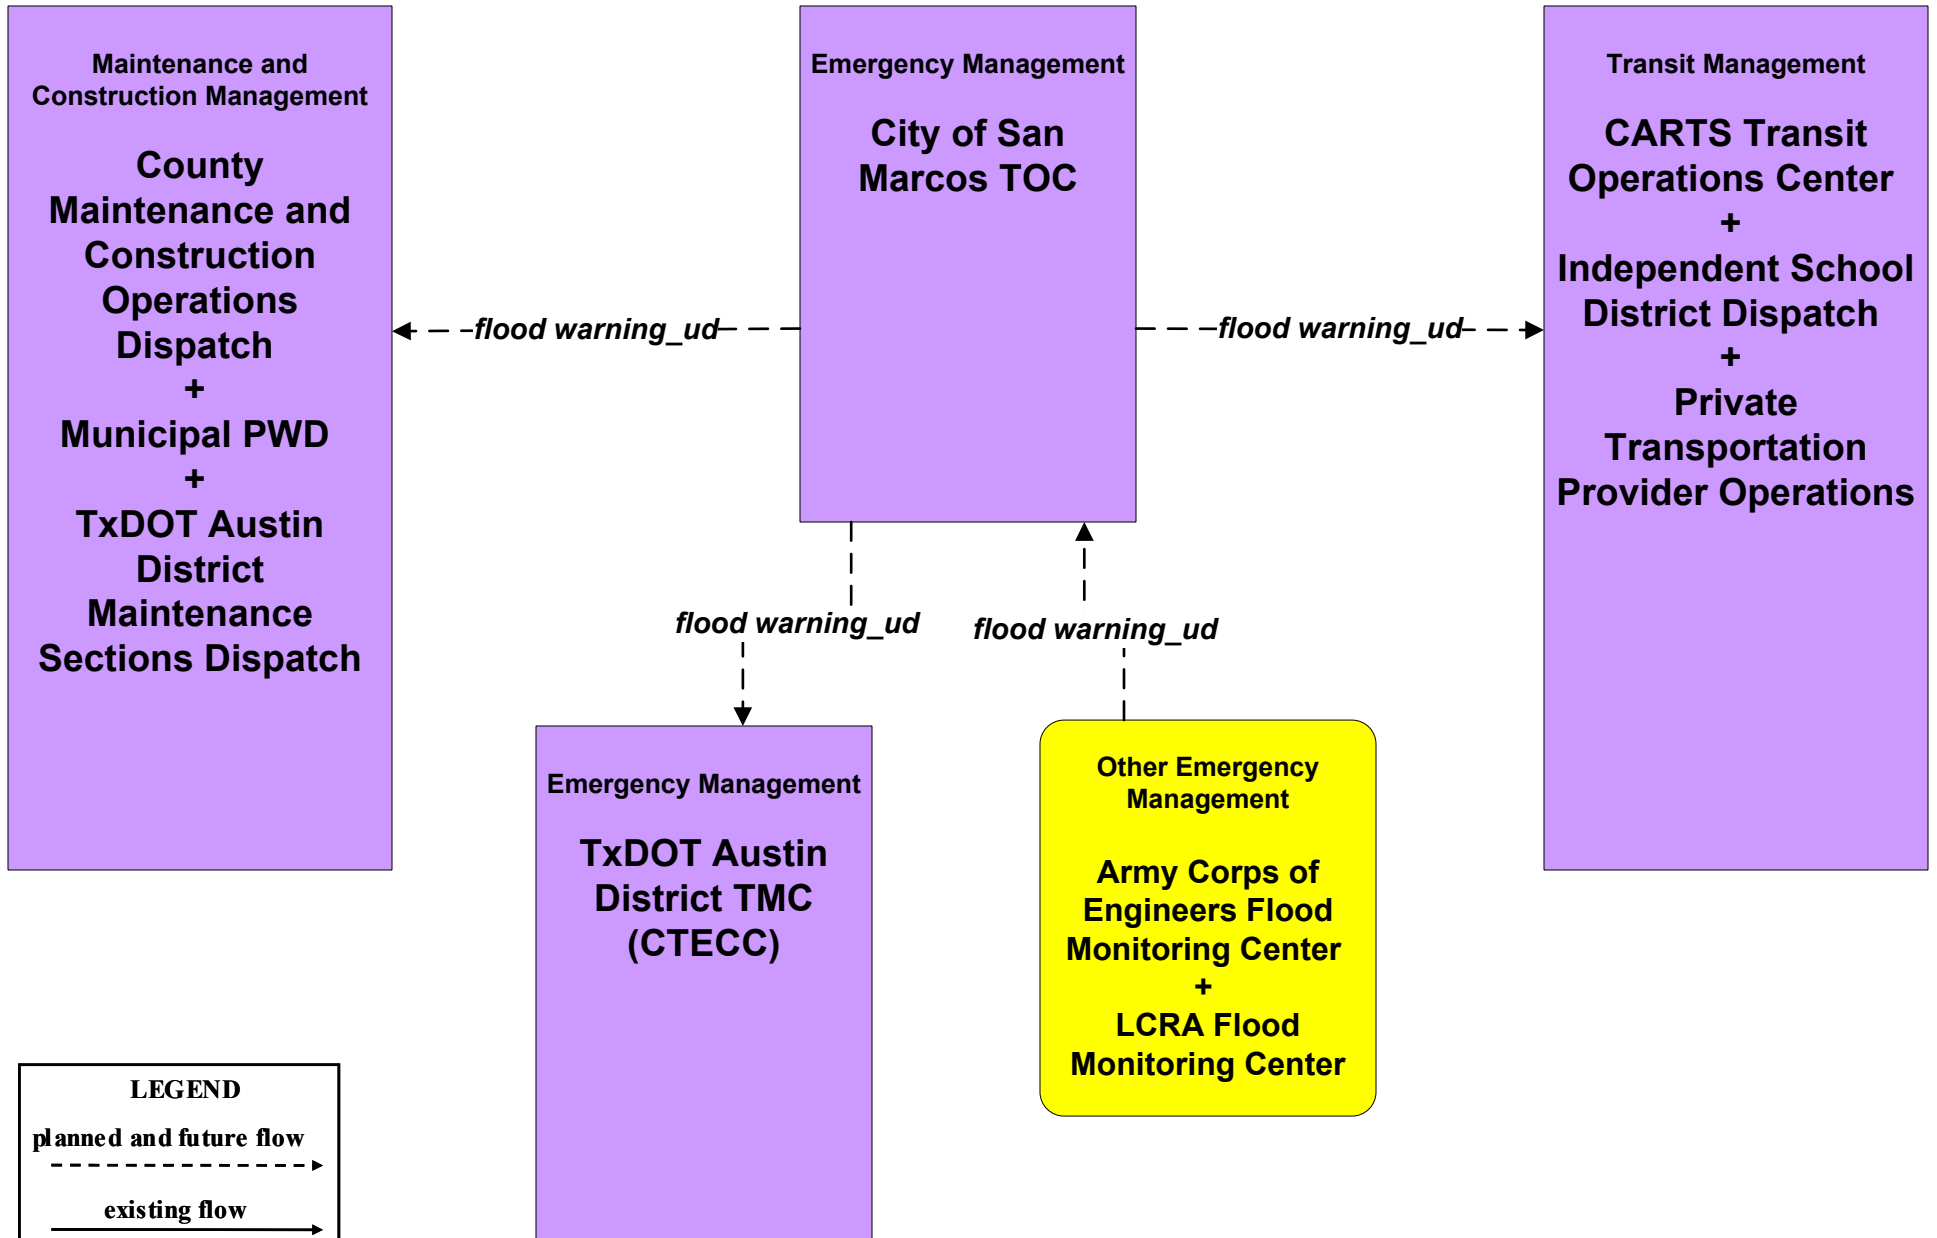 Maintenance and
Construction Management
County
Maintenance and
Construction
Operations
Dispatch
+
Municipal PWD
+
TxDOT Austin
District
Maintenance
Sections Dispatch
flood warning_ud
Emergency Management
City of San
Marcos TOC
flood warning_ud
Transit Management
CARTS Transit
Operations Center
+
Independent School
District Dispatch
+
Private
Transportation
Provider Operations
flood warning_ud
flood warning_ud
Emergency Management
TxDOT Austin
District TMC
(CTECC)
Other Emergency
Management
Army Corps of
Engineers Flood
Monitoring Center
+
LCRA Flood
Monitoring Center
LEGEND
planned and future flow
existing flow